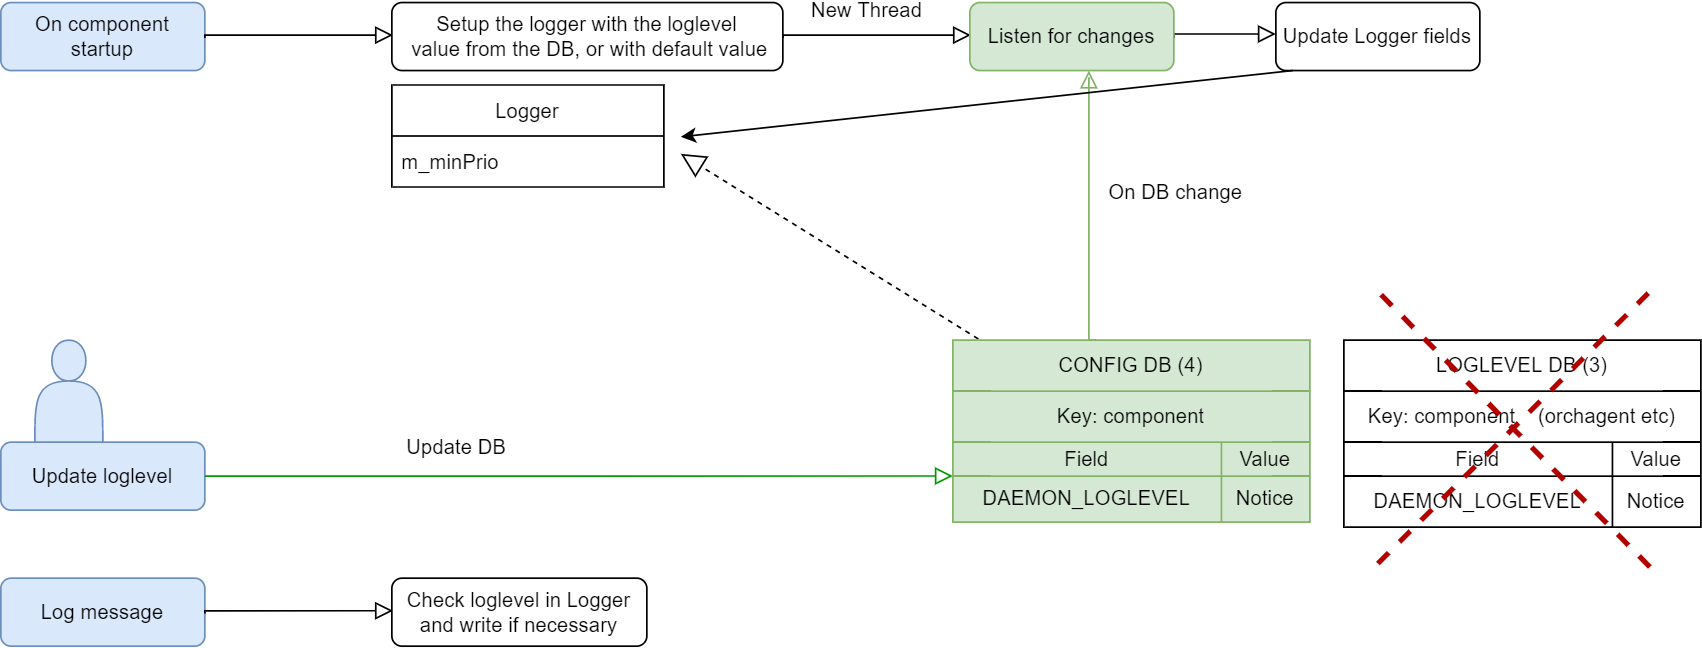 On component
startup
Setup the logger with the loglevel
value from the DB, or with default value
New Thread
Listen for changes
Update Logger fields
Logger
m_minPrio
On DB change
CONFIG DB (4)
Key: component
Field
Value
DAEMON_LOGLEVEL
Notice
LOGLEVEL DB (3)
Key: component (orchagent etc)
Field
Value
DAEMON_LOGLEVEL
Notice
Update DB
Update loglevel
Log message
Check loglevel in Logger
and write if necessary